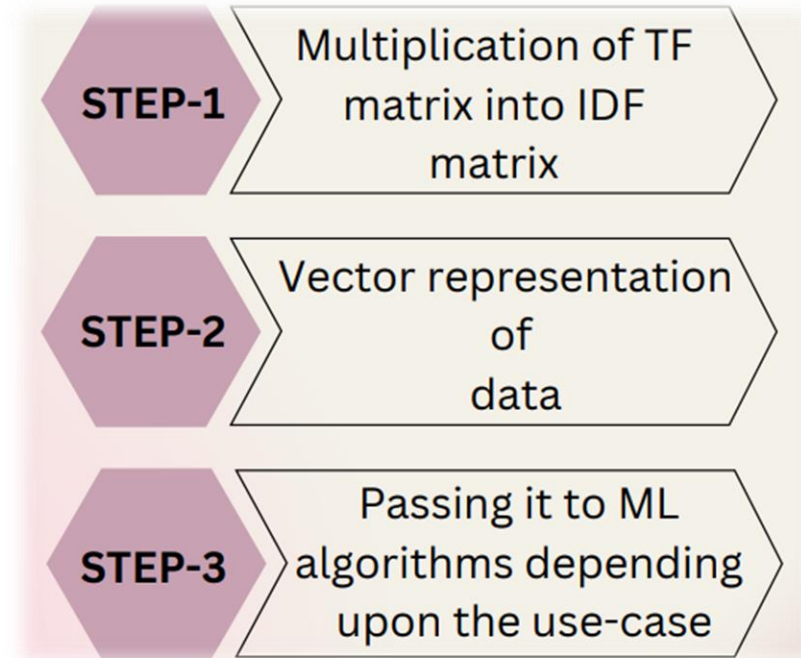 STEP-1
Multiplication of TF
matrix into IDF
matrix
STEP-2
Vector representation
of
data
STEP-3
Passing it to ML
algorithms depending
upon the use-case